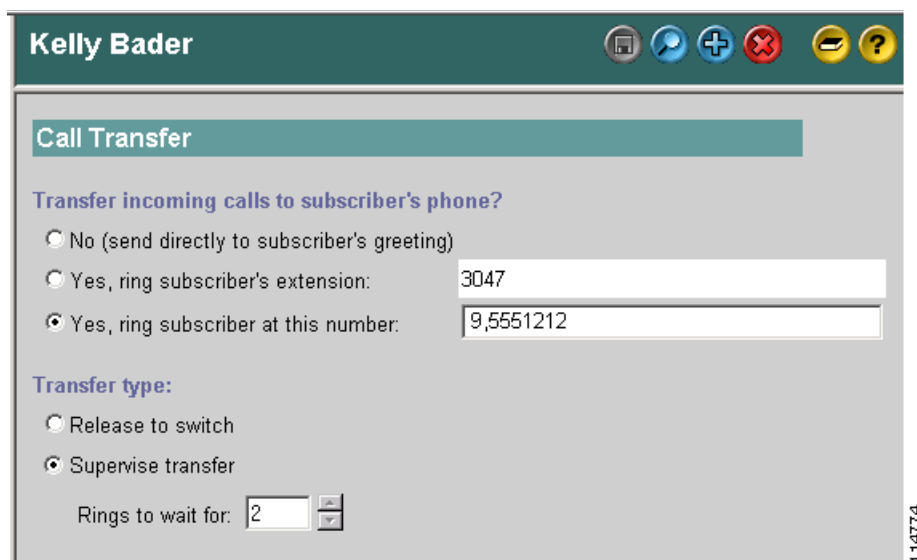 Kelly Bader
?
Call Transfer
Transfer incoming calls to subscriber's phone?
No (send directly to subscriber's greeting)
Yes, ring subscriber's extension: 3047
Yes, ring subscriber at this number: 9,5551212
Transfer type:
Release to switch
Supervise transfer
Rings to wait for: 2